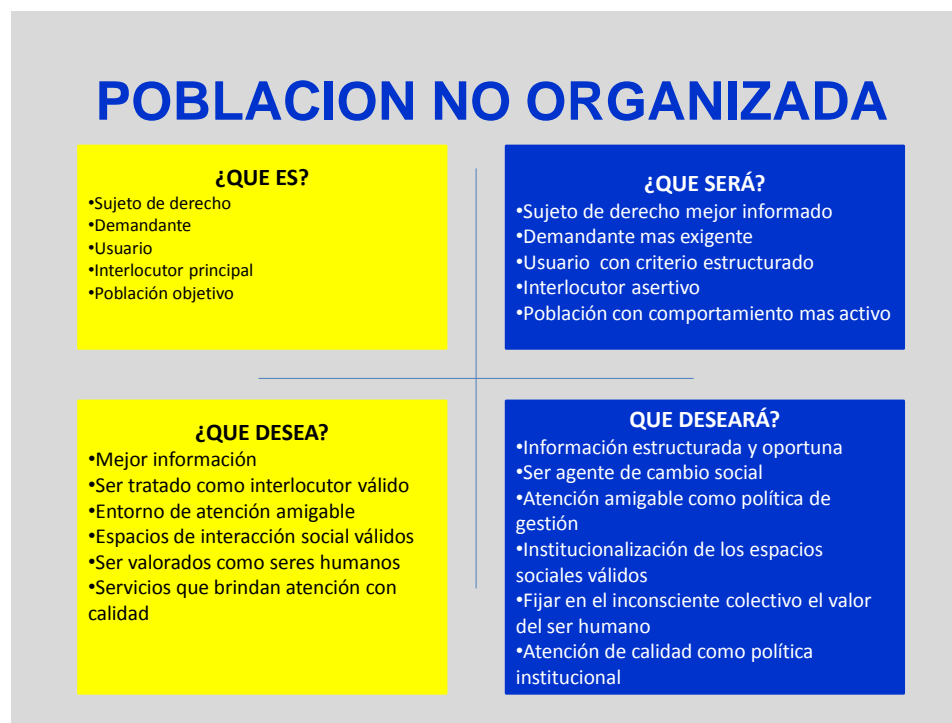 POBLACION NO ORGANIZADA
¿QUE ES?
•Sujeto de derecho
•Demandante
•Usuario
•Interlocutor principal
•Población objetivo
¿QUE SERÁ?
•Sujeto de derecho mejor informado
•Demandante mas exigente
•Usuario con criterio estructurado
•Interlocutor asertivo
•Población con comportamiento mas activo
¿QUE DESEA?
•Mejor información
•Ser tratado como interlocutor válido
•Entorno de atención amigable
•Espacios de interacción social válidos
•Ser valorados como seres humanos
•Servicios que brindan atención con
calidad
QUE DESEARÁ?
•Información estructurada y oportuna
•Ser agente de cambio social
•Atención amigable como política de
gestión
•Institucionalización de los espacios
sociales válidos
•Fijar en el inconsciente colectivo el valor
del ser humano
•Atención de calidad como política
institucional